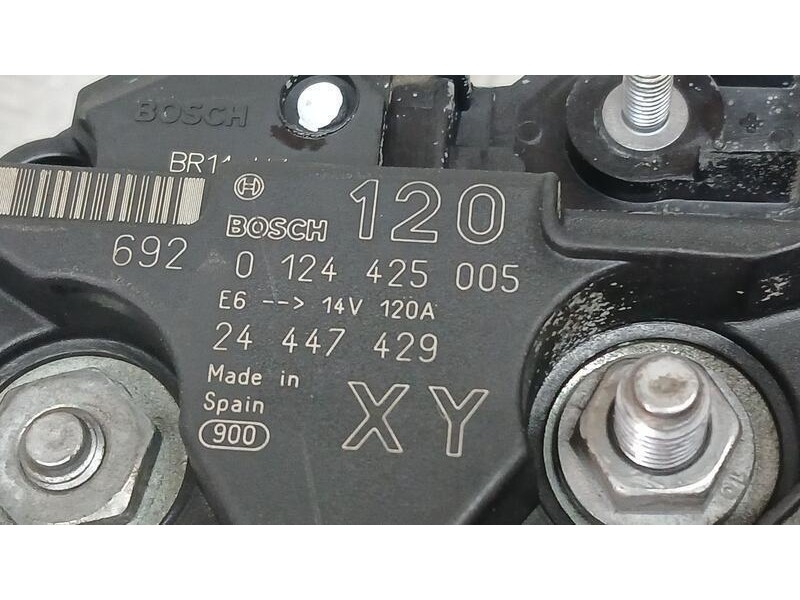 BOSCH
BOSCH 120
692 0 124 425 005
E6 --> 14V 120A
24 447 429
Made in
Spain
900
XY